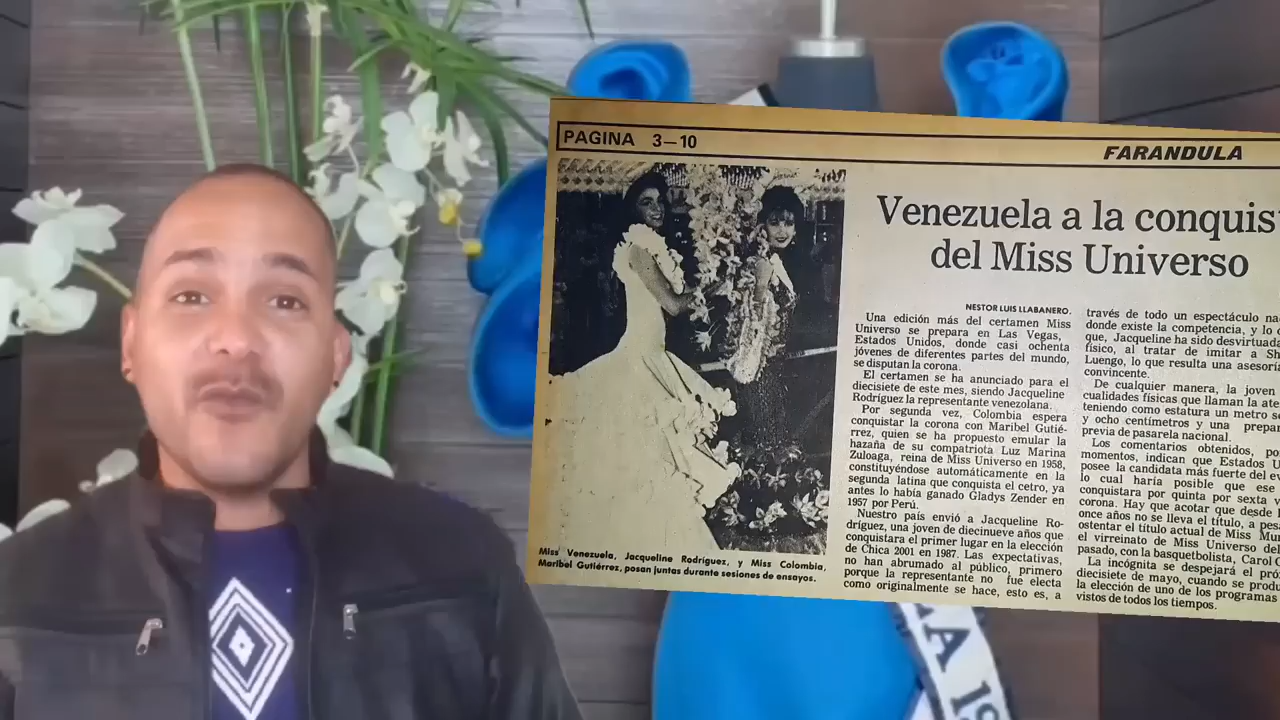 PAGINA 3—10
FARANDULA
Venezuela a la conquis
del Miss Universo
NESTOR LUIS LLABANERO.
Una edición más del certamen Miss
Universo se prepara en Las Vegas,
Estados Unidos, donde casi ochenta
jóvenes de diferentes partes del mundo,
se disputan la corona.
El certamen se ha anunciado para el
diecisiete de este mes, siendo Jacqueline
Rodríguez la representante venezolana.
Por segunda vez, Colombia espera
conquistar la corona con Maribel Gutié-
rrez, quien se ha propuesto emular la
hazaña de su compatriota Luz Marina
Zuloaga, reina de Miss Universo en 1958,
constituyéndose automáticamente en la
segunda latina que conquista el cetro, ya
antes lo había ganado Gladys Zender en
1957 por Perú.
Nuestro país envió a Jacqueline Ro-
dríguez, una joven de diecinueve años que
conquistara el primer lugar en la elección
de Chica 2001 en 1987. Las expectativas,
no han abrumado al público, primero
porque la representante no fue electa
como originalmente se hace, esto es, a
través de todo un espectáculo na
donde existe la competencia, y lo
que, Jacqueline ha sido desvirtuada
físico, al tratar de imitar a Sh
Luengo, lo que resulta una asesoría
convincente.
De cualquier manera, la joven
cualidades físicas que llaman la ate
teniendo como estatura un metro s
y ocho centímetros y una prepar
previa de pasarela nacional.
Los comentarios obtenidos, po
momentos, indican que Estados U
posee la candidata más fuerte del ev
lo cual haría posible que ese
conquistara por quinta por sexta v
corona. Hay que acotar que desde
once años no se lleva el título, a pes
ostentar el título actual de Miss Mun
el virreinato de Miss Universo del
pasado, con la basquetbolista, Carol
La incógnita se despejará el pró
diecisiete de mayo, cuando se produ
la elección de uno de los programas
vistos de todos los tiempos.
Miss Venezuela, Jacqueline Rodríguez, y Miss Colombia,
Maribel Gutiérrez, posan juntas durante sesiones de ensayos.
A 19